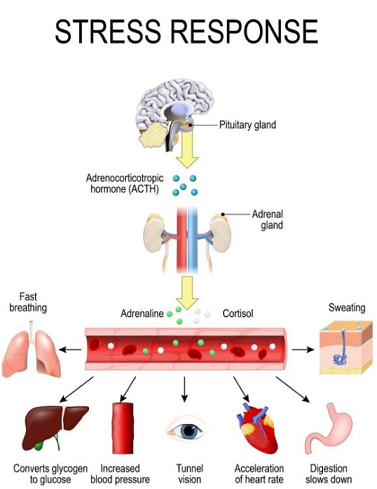 STRESS RESPONSE
Pituitary gland
Adrenocorticotropic
hormone (ACTH)
Adrenal
gland
Fast
breathing
Adrenaline
Cortisol
Sweating
Converts glycogen
to glucose
Increased
blood pressure
Tunnel
vision
Acceleration
of heart rate
Digestion
slows down